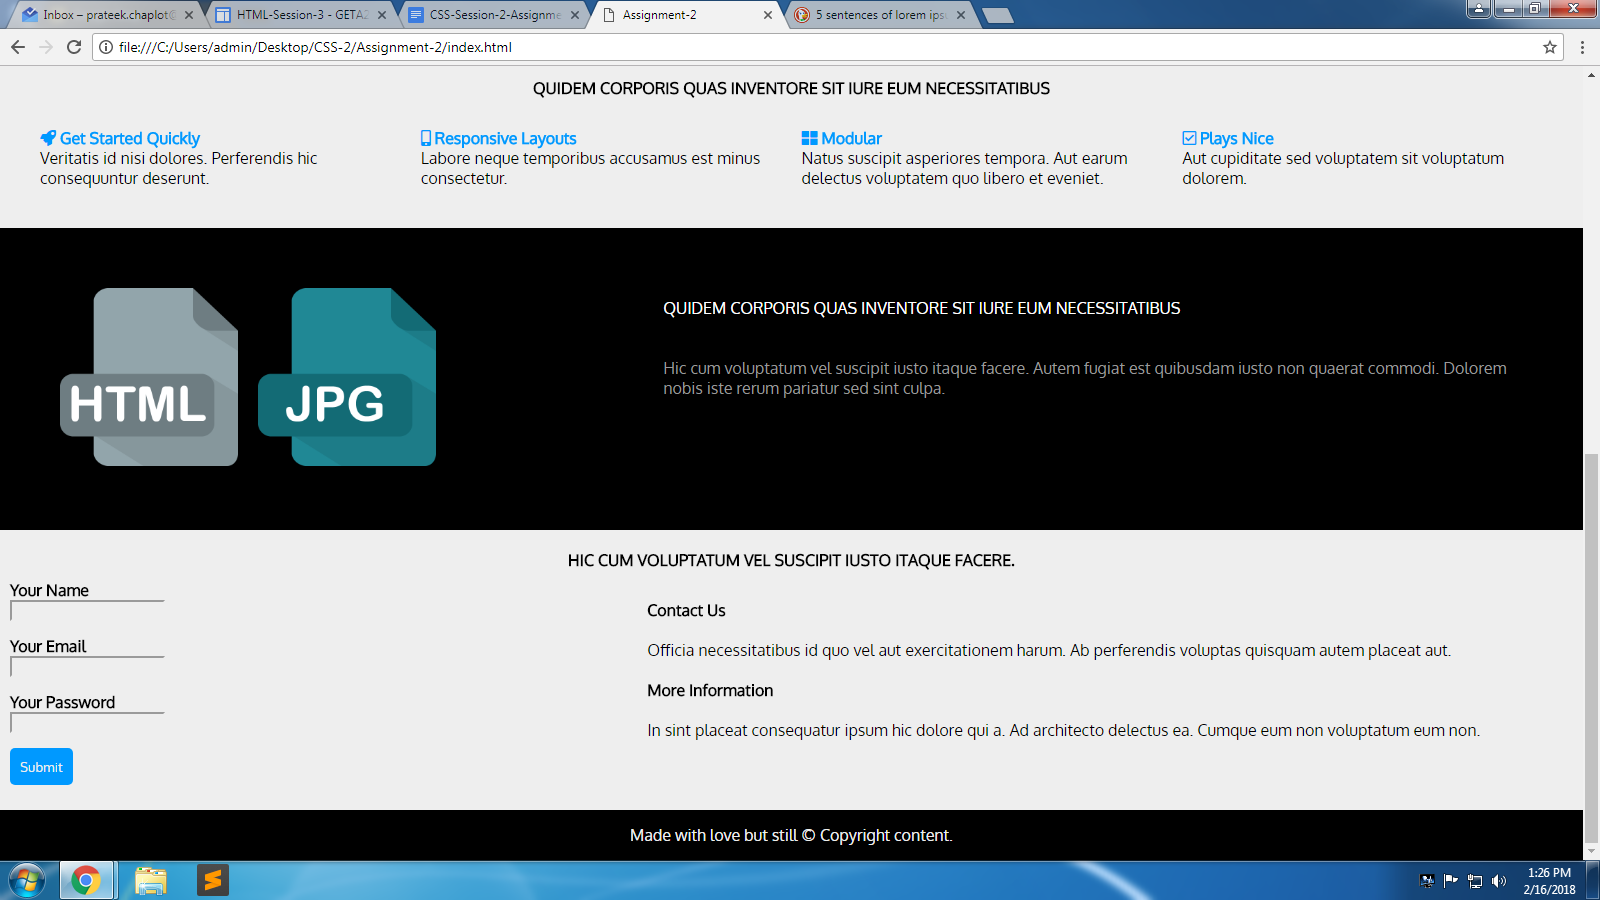 Inbox – prateek.chaplot@
HTML-Session-3 - GETA2
CSS-Session-2-Assignme
Assignment-2
5 sentences of lorem ips
file:///C:/Users/admin/Desktop/CSS-2/Assignment-2/index.html
QUIDEM CORPORIS QUAS INVENTORE SIT IURE EUM NECESSITATIBUS
Get Started Quickly
Veritatis id nisi dolores. Perferendis hic
consequuntur deserunt.
Responsive Layouts
Labore neque temporibus accusamus est minus
consectetur.
Modular
Natus suscipit asperiores tempora. Aut earum
delectus voluptatem quo libero et eveniet.
Plays Nice
Aut cupiditate sed voluptatem sit voluptatum
dolorem.
HTML
JPG
QUIDEM CORPORIS QUAS INVENTORE SIT IURE EUM NECESSITATIBUS
Hic cum voluptatum vel suscipit iusto itaque facere. Autem fugiat est quibusdam iusto non quaerat commodi. Dolorem
nobis iste rerum pariatur sed sint culpa.
HIC CUM VOLUPTATUM VEL SUSCIPIT IUSTO ITAQUE FACERE.
Your Name
Your Email
Your Password
Submit
Contact Us
Officia necessitatibus id quo vel aut exercitationem harum. Ab perferendis voluptas quisquam autem placeat aut.
More Information
In sint placeat consequatur ipsum hic dolore qui a. Ad architecto delectus ea. Cumque eum non voluptatum eum non.
Made with love but still © Copyright content.
1:26 PM
2/16/2018